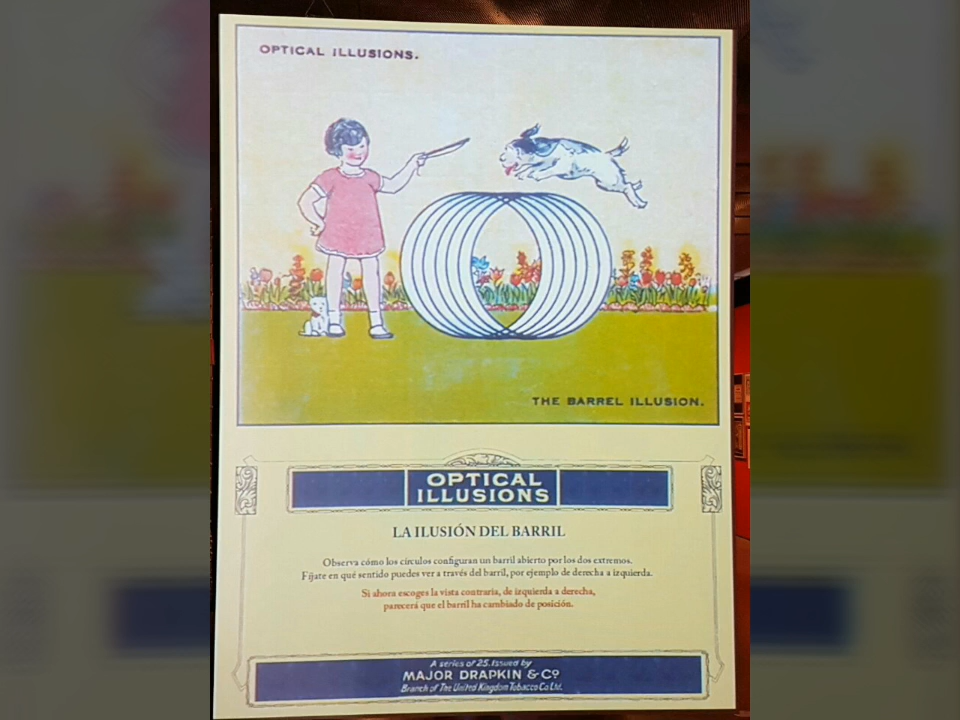 OPTICAL ILLUSIONS.
THE BARREL ILLUSION.
OPTICAL
ILLUSIONS
LA ILUSIÓN DEL BARRIL
Observa cómo los círculos configuran un barril abierto por los dos extremos.
Fíjate en qué sentido puedes ver a través del barril, por ejemplo de derecha a izquierda.
Si ahora escoges la vista contraria, de izquierda a derecha,
parecerá que el barril ha cambiado de posición.
A series of 25. Issued by
MAJOR DRAPKIN & Co
Branch of The United Kingdom Tobacco Co Ltd.